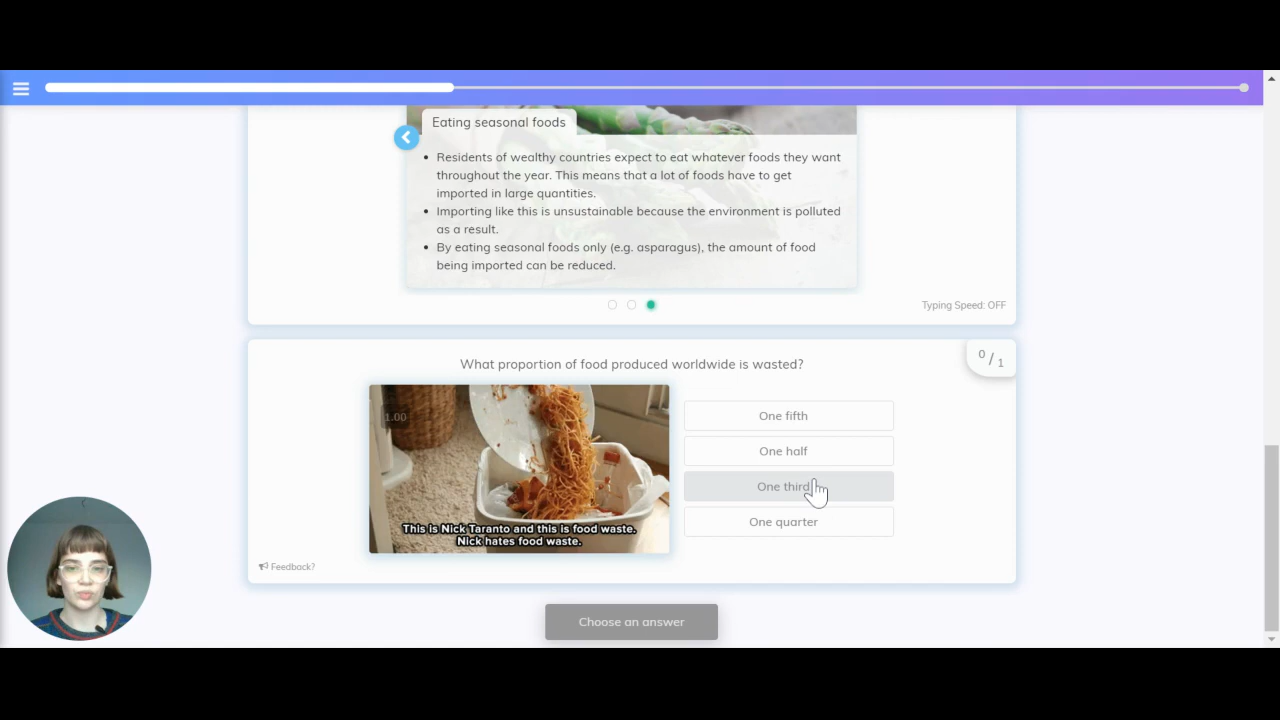 Eating seasonal foods
• Residents of wealthy countries expect to eat whatever foods they want
throughout the year. This means that a lot of foods have to get
imported in large quantities.
• Importing like this is unsustainable because the environment is polluted
as a result.
• By eating seasonal foods only (e.g. asparagus), the amount of food
being imported can be reduced.
Typing Speed: OFF
What proportion of food produced worldwide is wasted?
0 / 1
1.00
This is Nick Taranto and this is food waste.
Nick hates food waste.
One fifth
One half
One third
One quarter
Feedback?
Choose an answer